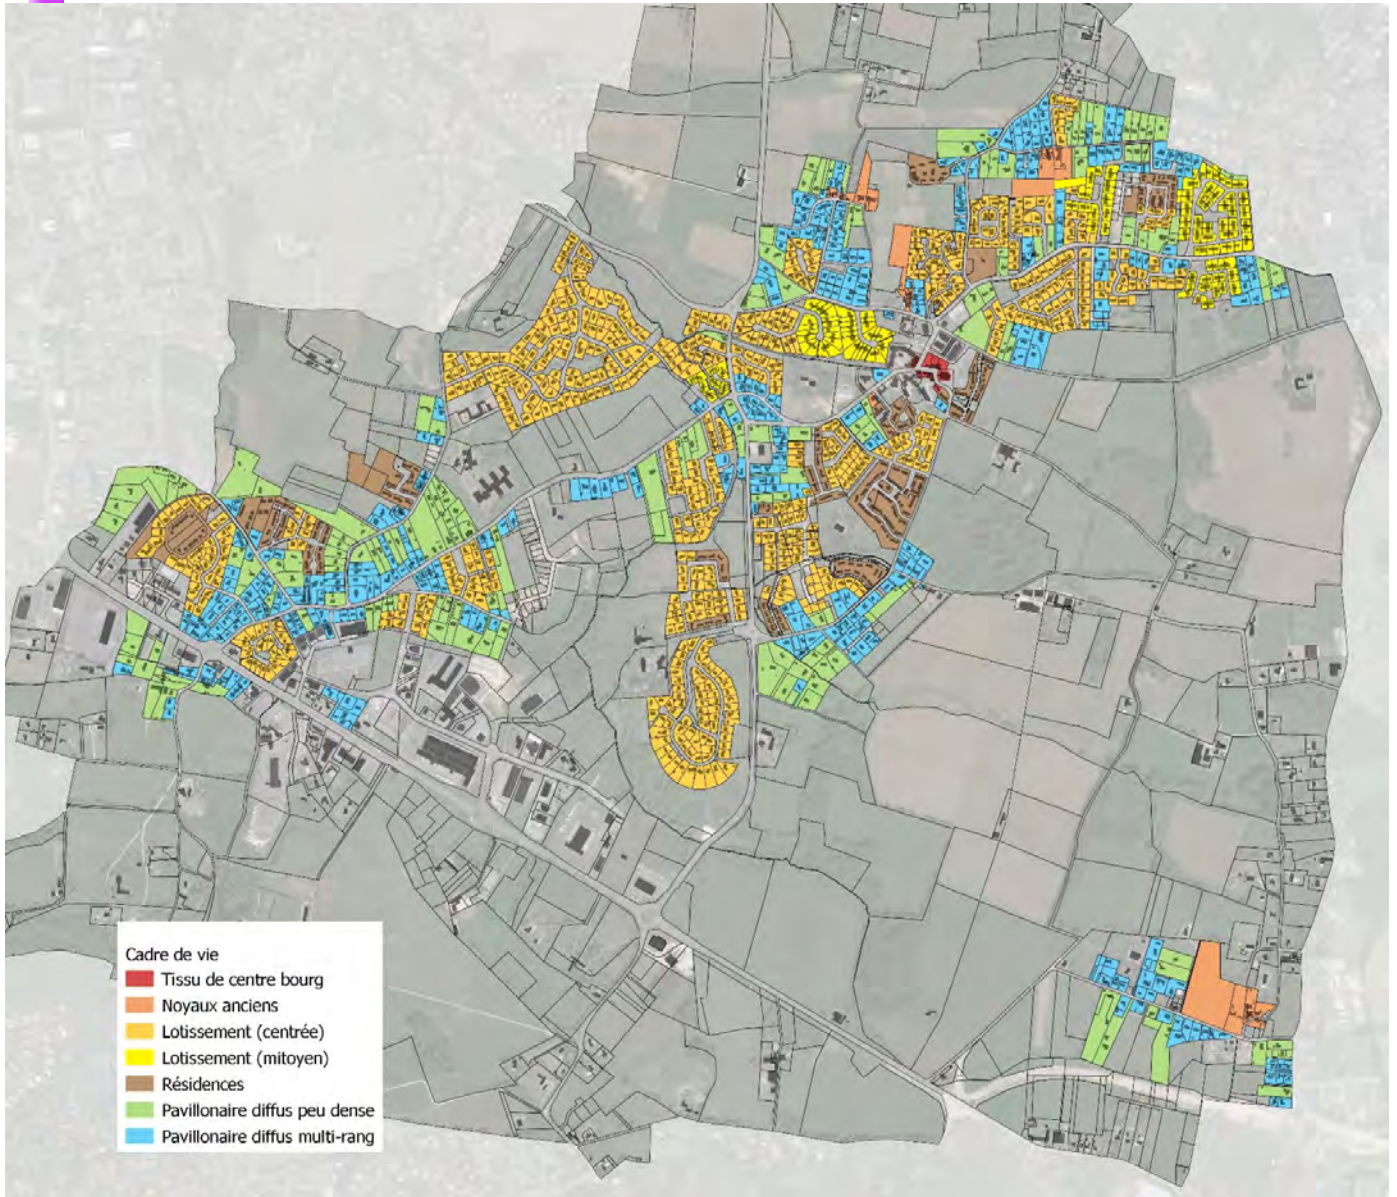 Cadre de vie
Tissu de centre bourg
Noyaux anciens
Lotissement (centrée)
Lotissement (mitoyen)
Résidences
Pavillonaire diffus peu dense
Pavillonaire diffus multi-rang